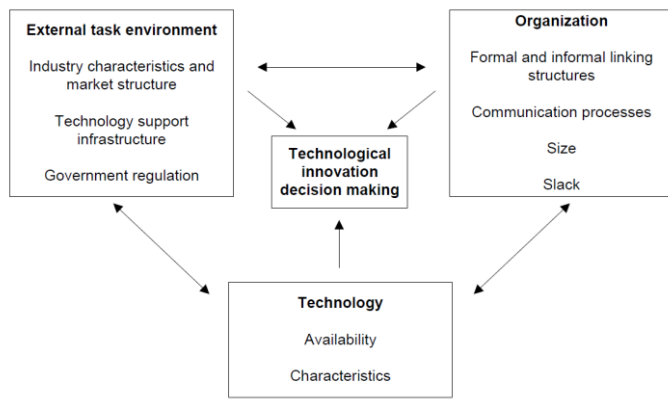 External task environment
Industry characteristics and
market structure
Technology support
infrastructure
Government regulation
Organization
Formal and informal linking
structures
Communication processes
Size
Slack
Technological
innovation
decision making
Technology
Availability
Characteristics